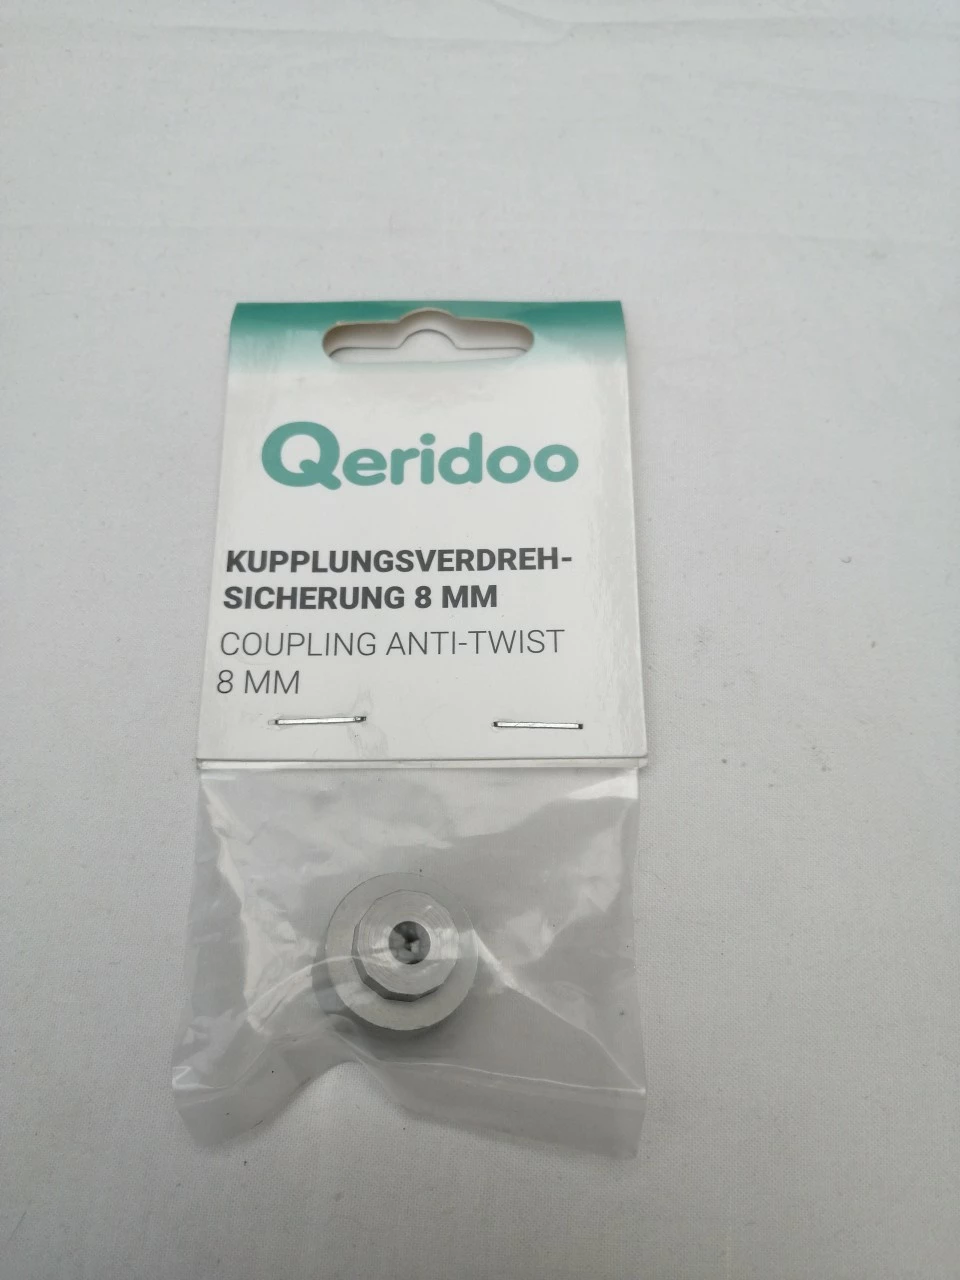 Qeridoo
KUPPLUNGSVERDREH-
SICHERUNG 8 MM
COUPLING ANTI-TWIST
8 MM